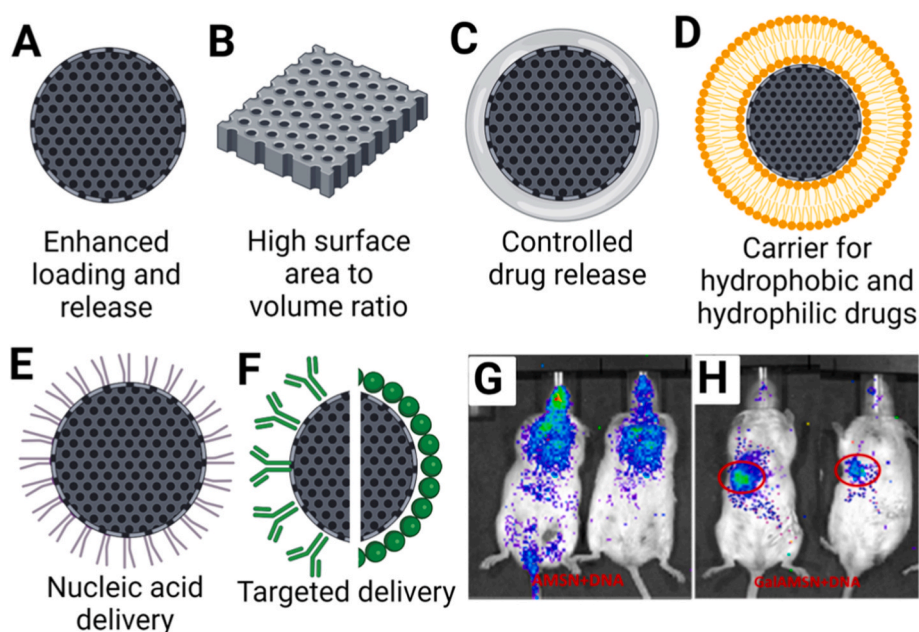 A
B
C
D
Enhanced
loading and
release
High surface
area to
volume ratio
Controlled
drug release
Carrier for
hydrophobic and
hydrophilic drugs
E
F
G
H
Nucleic acid
delivery
Targeted delivery
AMSN+DNA
GalAMSN+DNA